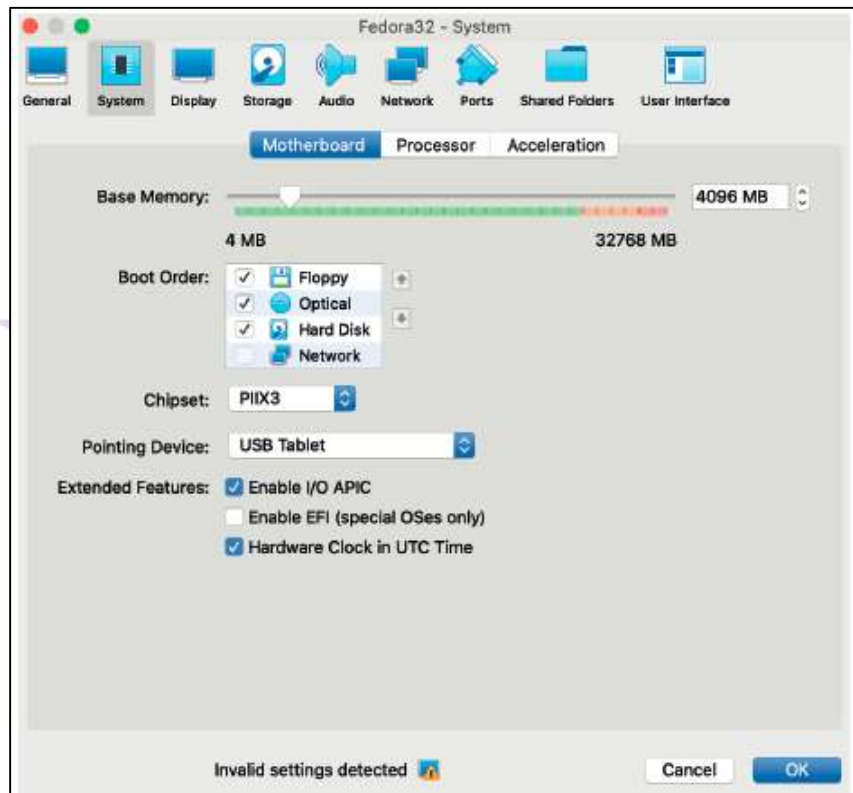 Fedora32 - System
General System Display Storage Audio Network Ports Shared Folders User Interface
Motherboard Processor Acceleration
Base Memory: 4096 MB
4 MB 32768 MB
Boot Order: Floppy
Optical
Hard Disk
Network
Chipset: PIIX3
Pointing Device: USB Tablet
Extended Features: Enable I/O APIC
Enable EFI (special OSes only)
Hardware Clock in UTC Time
Invalid settings detected Cancel OK